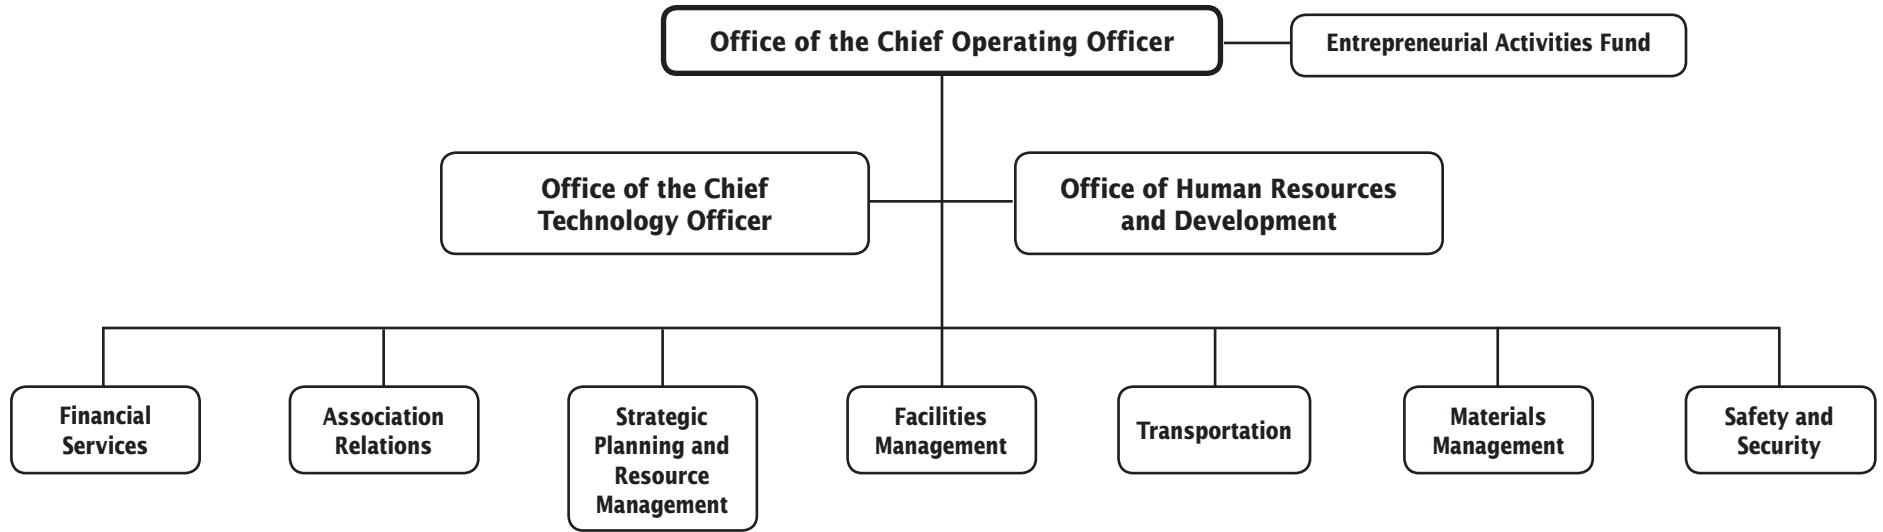 Office of the Chief Operating Officer
Entrepreneurial Activities Fund
Office of the Chief
Technology Officer
Office of Human Resources
and Development
Financial
Services
Association
Relations
Strategic
Planning and
Resource
Management
Facilities
Management
Transportation
Materials
Management
Safety and
Security